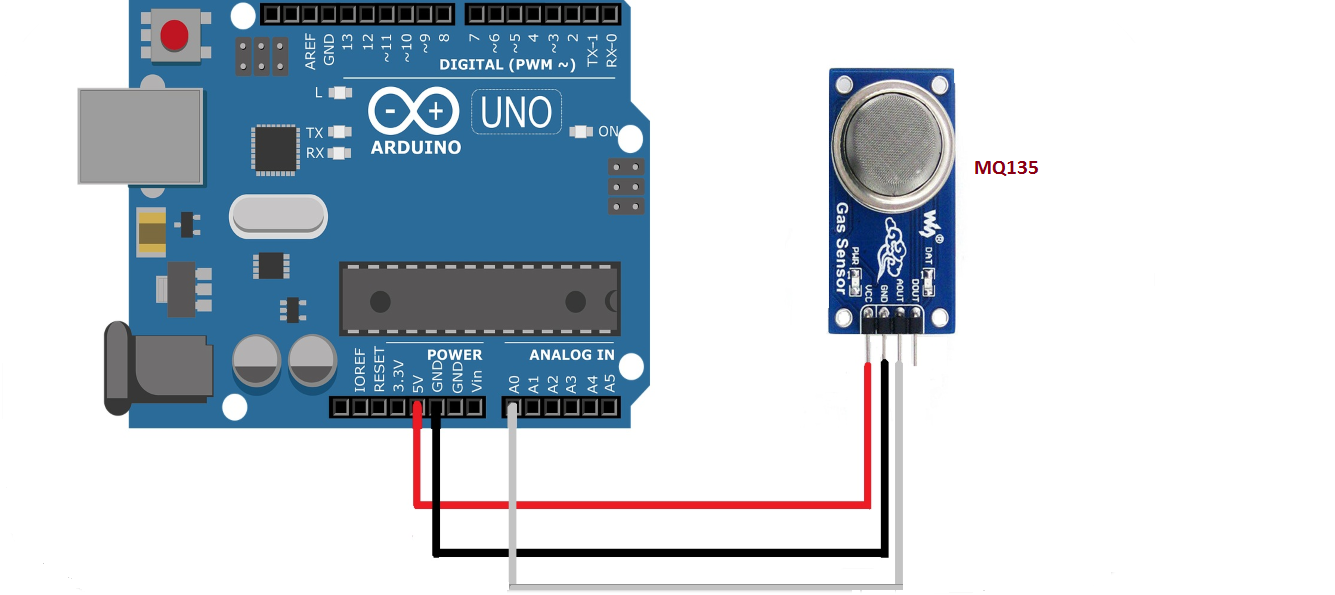 AREF
GND
13
12
~11
~10
~9
8
7
~6
~5
4
~3
2
TX-1
RX-0
DIGITAL (PWM ~)
L
TX
RX
- +
ARDUINO
UNO
ON
POWER
ANALOG IN
IOREF
RESET
3.3V
5V
GND
GND
Vin
A0
A1
A2
A3
A4
A5
MQ135
Gas Sensor
PWR
DAT
VCC
GND
AOUT
DOUT